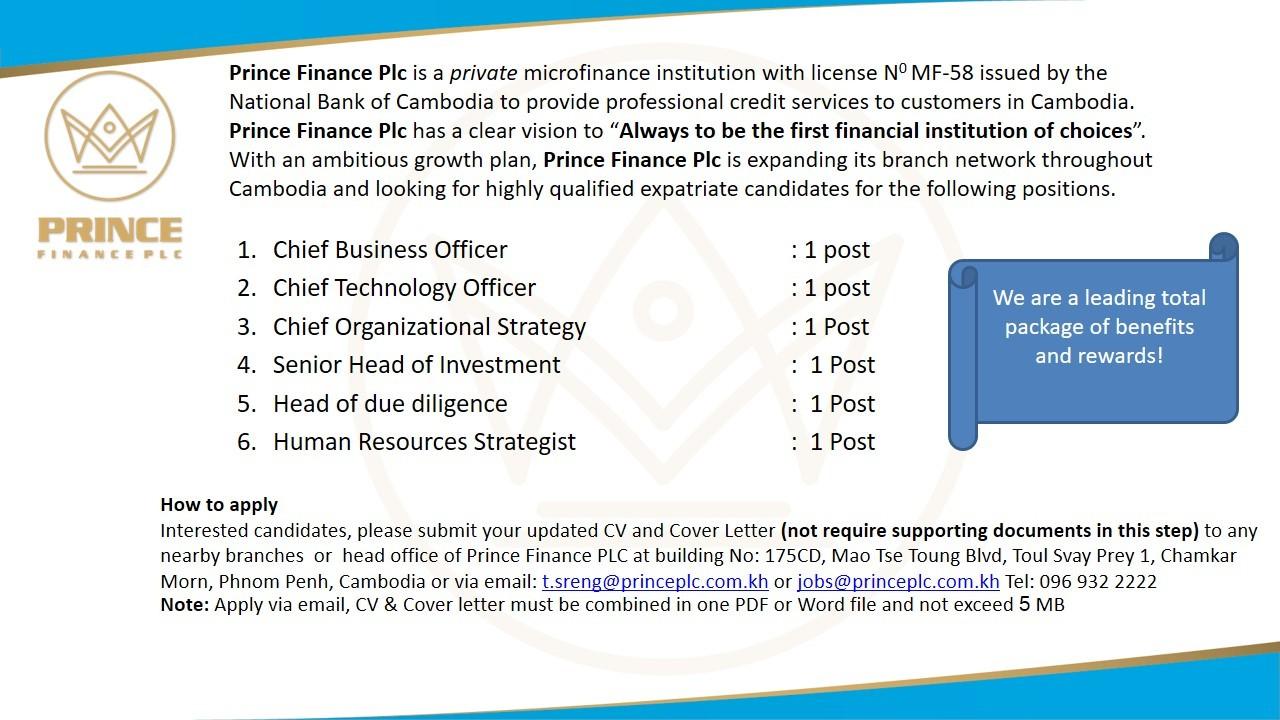 Prince Finance Plc is a private microfinance institution with license N⁰ MF-58 issued by the
National Bank of Cambodia to provide professional credit services to customers in Cambodia.
Prince Finance Plc has a clear vision to “Always to be the first financial institution of choices”.
With an ambitious growth plan, Prince Finance Plc is expanding its branch network throughout
Cambodia and looking for highly qualified expatriate candidates for the following positions.
PRINCE
FINANCE PLC
1. Chief Business Officer : 1 post
2. Chief Technology Officer : 1 post
3. Chief Organizational Strategy : 1 Post
4. Senior Head of Investment : 1 Post
5. Head of due diligence : 1 Post
6. Human Resources Strategist : 1 Post
We are a leading total
package of benefits
and rewards!
How to apply
Interested candidates, please submit your updated CV and Cover Letter (not require supporting documents in this step) to any
nearby branches or head office of Prince Finance PLC at building No: 175CD, Mao Tse Toung Blvd, Toul Svay Prey 1, Chamkar
Morn, Phnom Penh, Cambodia or via email: t.sreng@princeplc.com.kh or jobs@princeplc.com.kh Tel: 096 932 2222
Note: Apply via email, CV & Cover letter must be combined in one PDF or Word file and not exceed 5 MB